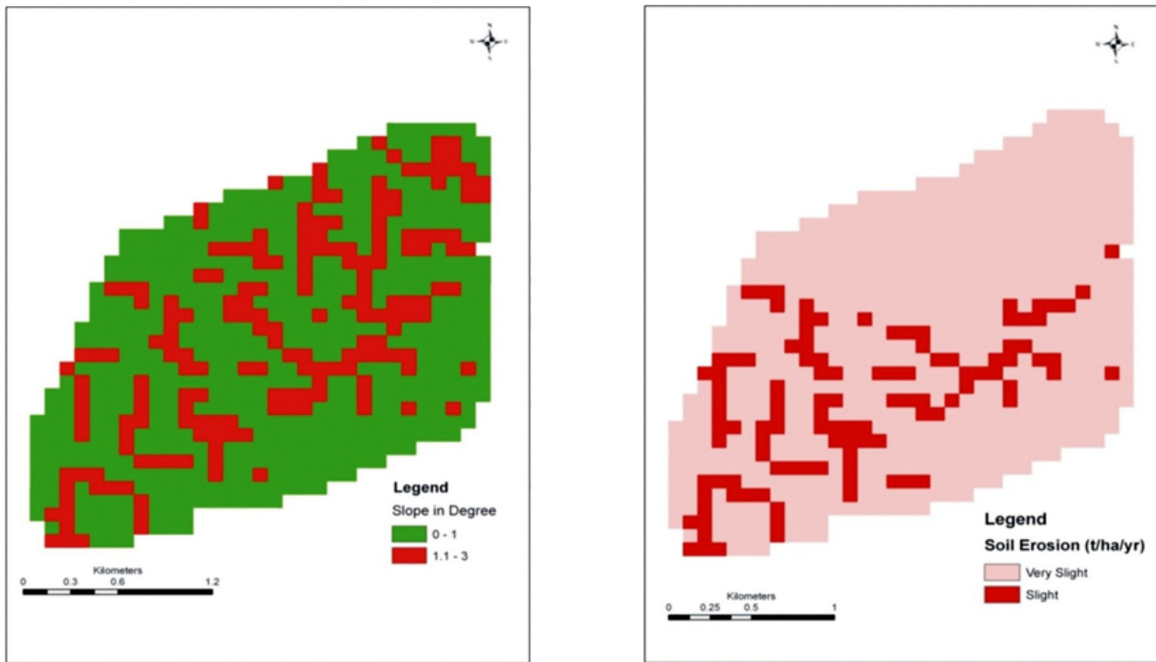 N
W E
S
Legend
Slope in Degree
0 - 1
1.1 - 3
Kilometers
0 0.3 0.6 1.2
N
W E
S
Legend
Soil Erosion (t/ha/yr)
Very Slight
Slight
Kilometers
0 0.25 0.5 1